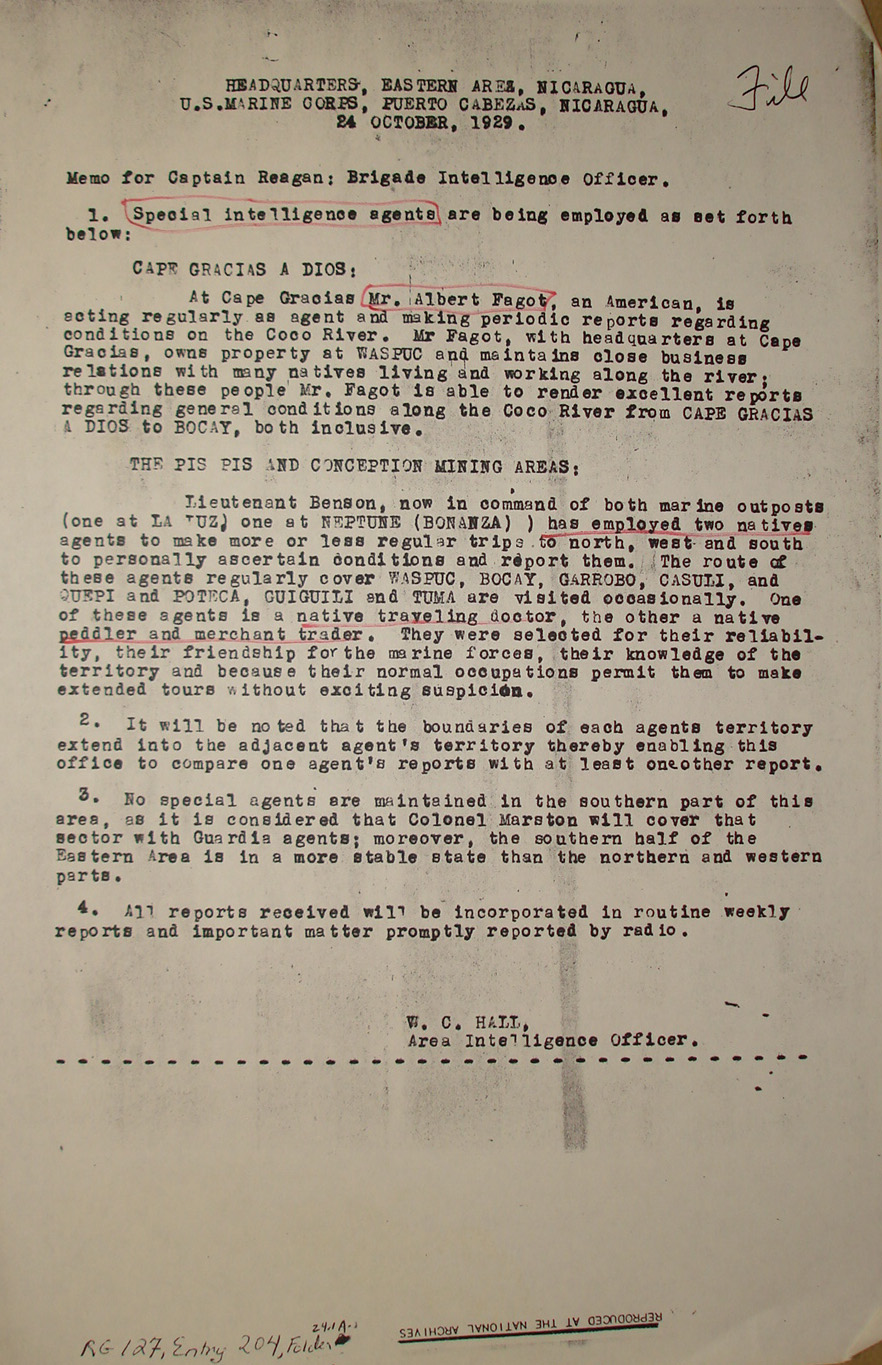 File
HEADQUARTERS, EASTERN AREA, NICARAGUA,
U.S.MARINE CORPS, PUERTO CABEZAS, NICARAGUA,
24 OCTOBER, 1929.
Memo for Captain Reagan; Brigade Intelligence Officer.
1. Special intelligence agents are being employed as set forth
below:
CAPE GRACIAS A DIOS:
At Cape Gracias Mr. Albert Fagot, an American, is
acting regularly as agent and making periodic reports regarding
conditions on the Coco River. Mr Fagot, with headquarters at Cape
Gracias, owns property at WASPUC and maintains close business
relations with many natives living and working along the river;
through these people Mr. Fagot is able to render excellent reports
regarding general conditions along the Coco River from CAPE GRACIAS
A DIOS to BOCAY, both inclusive.
THE PIS PIS AND CONCEPTION MINING AREAS:
Lieutenant Benson, now in command of both marine outposts
(one at LA LUZ, one at NEPTUNE (BONANZA) ) has employed two natives
agents to make more or less regular trips to north, west and south
to personally ascertain conditions and report them. The route of
these agents regularly cover WASPUC, BOCAY, GARROBO, CASULI, and
QUEPI and POTECA, GUIGUILI and TUMA are visited occasionally. One
of these agents is a native traveling doctor, the other a native
peddler and merchant trader. They were selected for their reliabil-
ity, their friendship for the marine forces, their knowledge of the
territory and because their normal occupations permit them to make
extended tours without exciting suspicion.
2. It will be noted that the boundaries of each agents territory
extend into the adjacent agent's territory thereby enabling this
office to compare one agent's reports with at least one other report.
3. No special agents are maintained in the southern part of this
area, as it is considered that Colonel Marston will cover that
sector with Guardia agents; moreover, the southern half of the
Eastern Area is in a more stable state than the northern and western
parts.
4. All reports received will be incorporated in routine weekly
reports and important matter promptly reported by radio.
W. C. HALL,
Area Intelligence Officer.
REPRODUCED AT THE NATIONAL ARCHIVES
RG 127, Entry 204, Folder